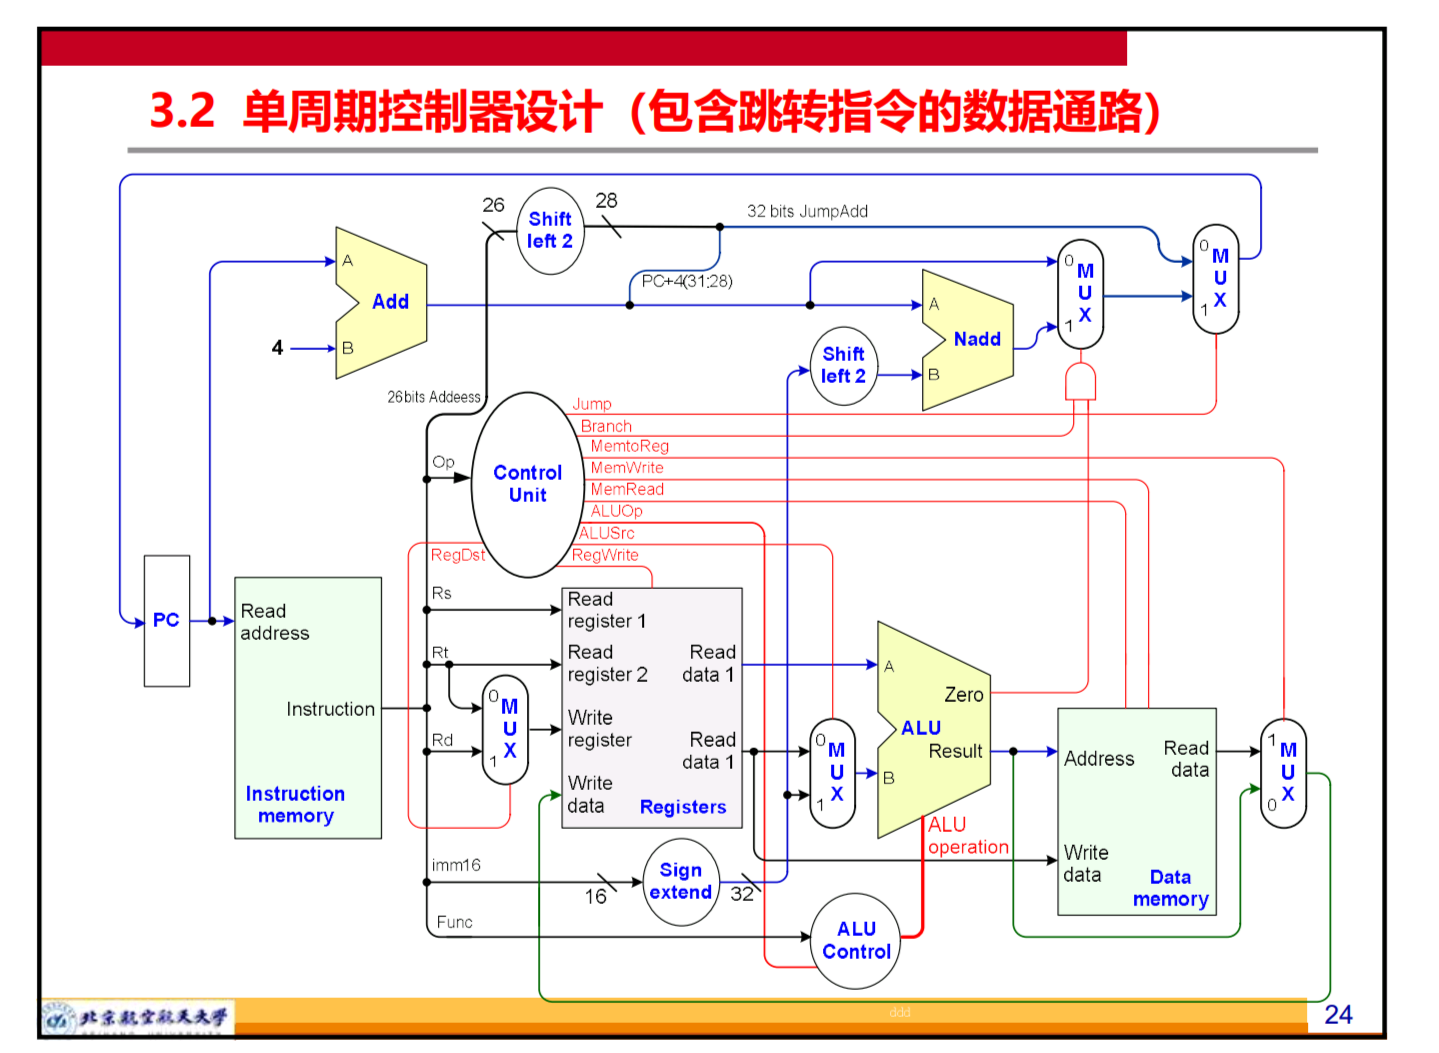 3.2 单周期控制器设计（包含跳转指令的数据通路）
26
Shift
left 2
28
32 bits JumpAdd
PC+4(31:28)
A
Add
B
4
0
M
U
X
1
0
M
U
X
1
A
Nadd
B
Shift
left 2
26bits Addeess
Op
Control
Unit
Jump
Branch
MemtoReg
MemWrite
MemRead
ALUOp
ALUSrc
RegWrite
RegDst
PC
Read
address
Instruction
Instruction
memory
Rs
Rt
Rd
0
M
U
X
1
Read
register 1
Read
register 2
Write
register
Write
data
Read
data 1
Read
data 1
Registers
0
M
U
X
1
A
ALU
B
Zero
Result
ALU
operation
Address
Read
data
Write
data
Data
memory
1
M
U
X
0
imm16
16
Sign
extend
32
Func
ALU
Control
北京航空航天大学
ddd
24